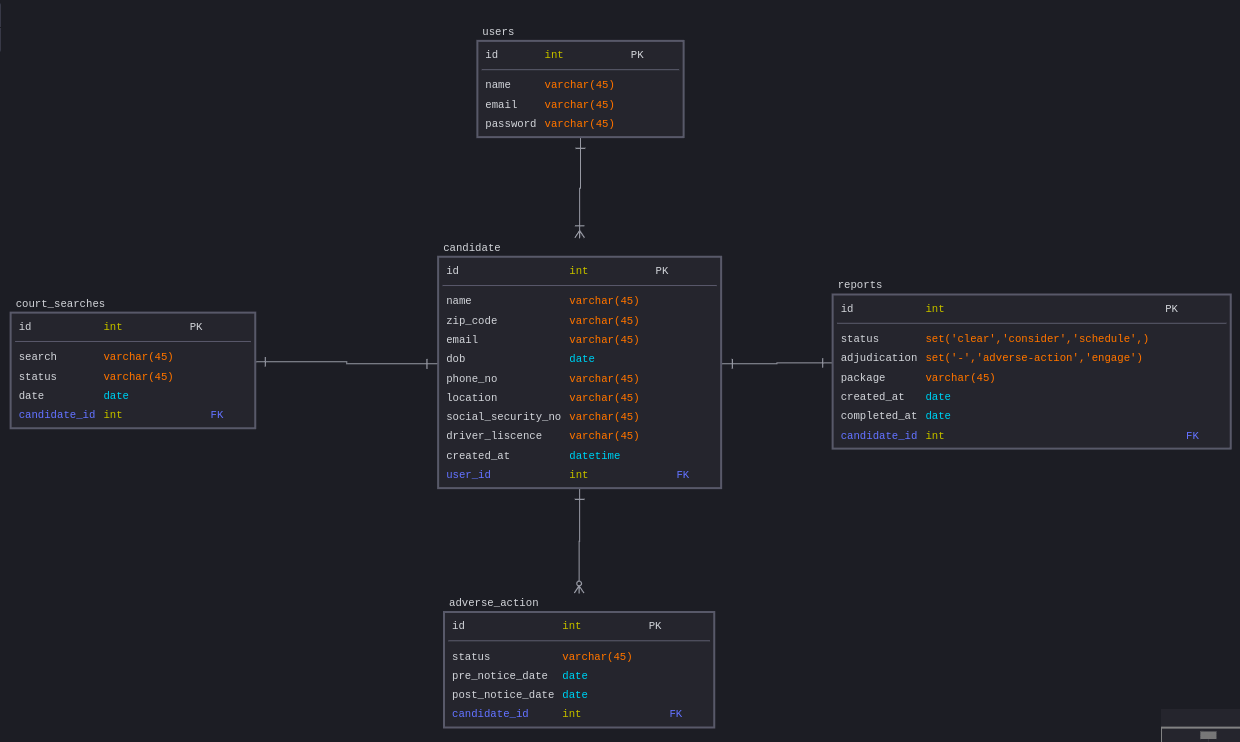 users
id int PK
name varchar(45)
email varchar(45)
password varchar(45)
candidate
id int PK
name varchar(45)
zip_code varchar(45)
email varchar(45)
dob date
phone_no varchar(45)
location varchar(45)
social_security_no varchar(45)
driver_liscence varchar(45)
created_at datetime
user_id int FK
court_searches
id int PK
search varchar(45)
status varchar(45)
date date
candidate_id int FK
reports
id int PK
status set('clear','consider','schedule',)
adjudication set('-','adverse-action','engage')
package varchar(45)
created_at date
completed_at date
candidate_id int FK
adverse_action
id int PK
status varchar(45)
pre_notice_date date
post_notice_date date
candidate_id int FK